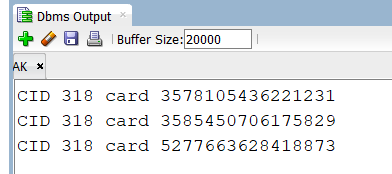 Dbms Output ×
Buffer Size: 20000
AK ×
CID 318 card 3578105436221231
CID 318 card 3585450706175829
CID 318 card 5277663628418873